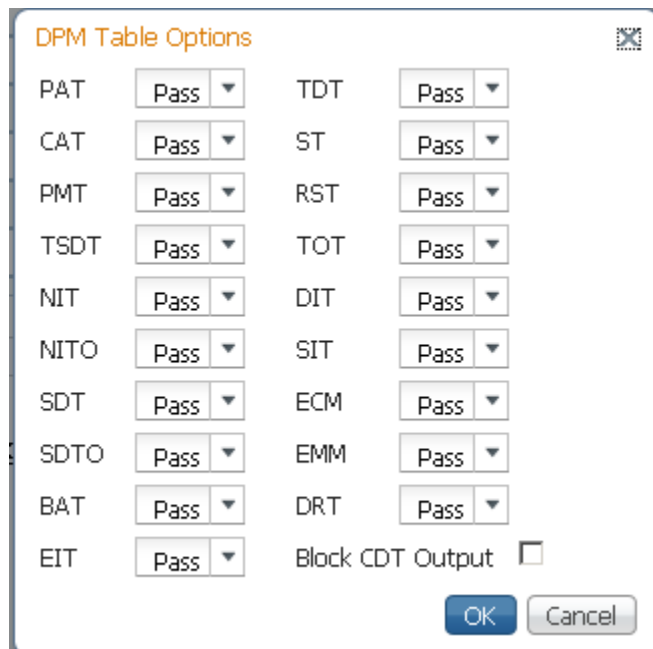 DPM Table Options
PAT Pass TDT Pass
CAT Pass ST Pass
PMT Pass RST Pass
TSDT Pass TOT Pass
NIT Pass DIT Pass
NITO Pass SIT Pass
SDT Pass ECM Pass
SDTO Pass EMM Pass
BAT Pass DRT Pass
EIT Pass Block CDT Output
OK Cancel